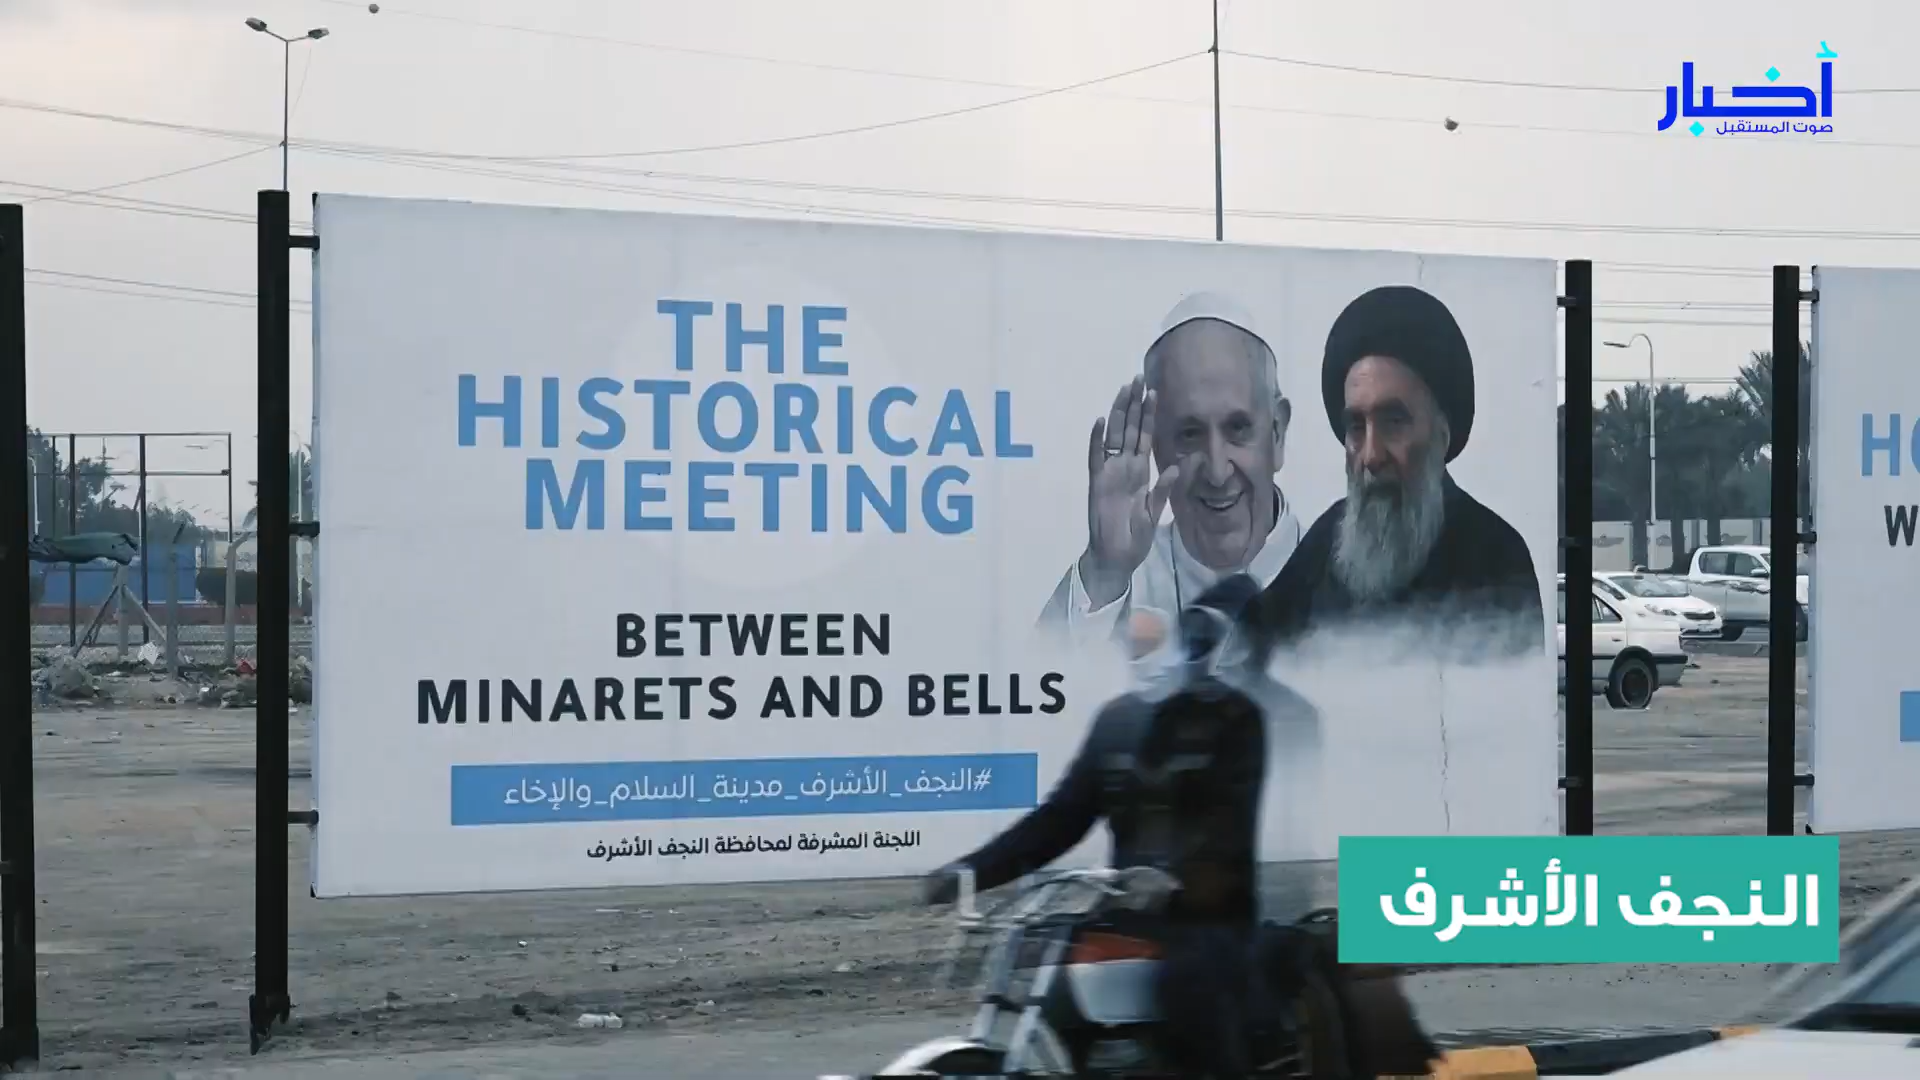 أخبار
صوت المستقبل
THE
HISTORICAL
MEETING
BETWEEN
MINARETS AND BELLS
#النجف_الأشرف_مدينة_السلام_والإخاء
اللجنة المشرفة لمحافظة النجف الأشرف
النجف الأشرف